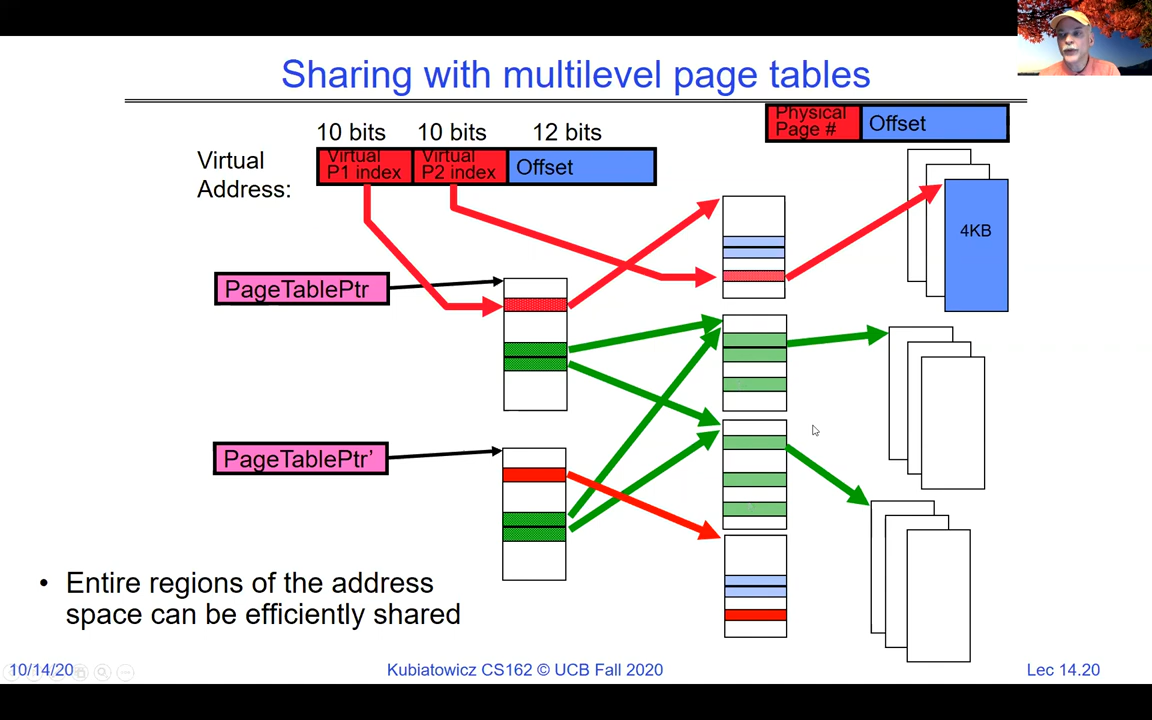 Sharing with multilevel page tables
10 bits 10 bits 12 bits
Physical
Page #
Offset
Virtual
Address:
Virtual
P1 index
Virtual
P2 index
Offset
4KB
PageTablePtr
PageTablePtr’
• Entire regions of the address
space can be efficiently shared
10/14/20
Kubiatowicz CS162 © UCB Fall 2020
Lec 14.20